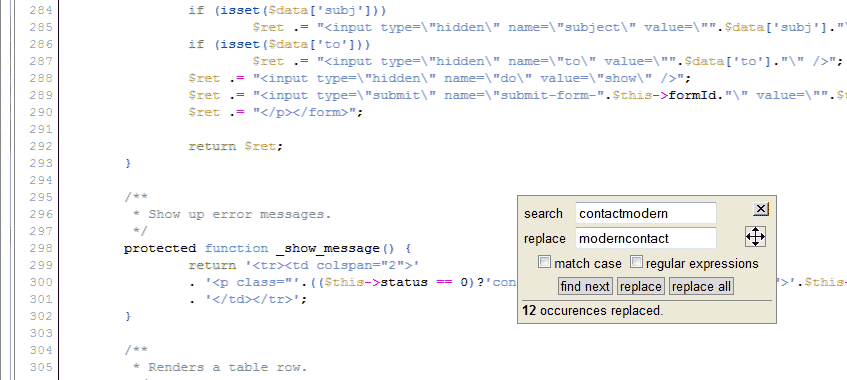 284 if (isset($data['subj']))
285 $ret .= "<input type=\"hidden\" name=\"subject\" value=\"".$data['subj']."\"
286 if (isset($data['to']))
287 $ret .= "<input type=\"hidden\" name=\"to\" value=\"".$data['to']."\" />";
288 $ret .= "<input type=\"hidden\" name=\"do\" value=\"show\" />";
289 $ret .= "<input type=\"submit\" name=\"submit-form-".$this->formId."\" value=\"".$t
290 $ret .= "</p></form>";
291
292 return $ret;
293 }
294
295 /**
296 * Show up error messages.
297 */
298 protected function _show_message() {
299 return '<tr><td colspan="2">'
300 . '<p class="'.(($this->status == 0)?'con >'.$this-
301 . '</td></tr>';
302 }
303
304 /**
305 * Renders a table row.
search contactmodern
replace moderncontact
match case regular expressions
find next replace replace all
12 occurences replaced.